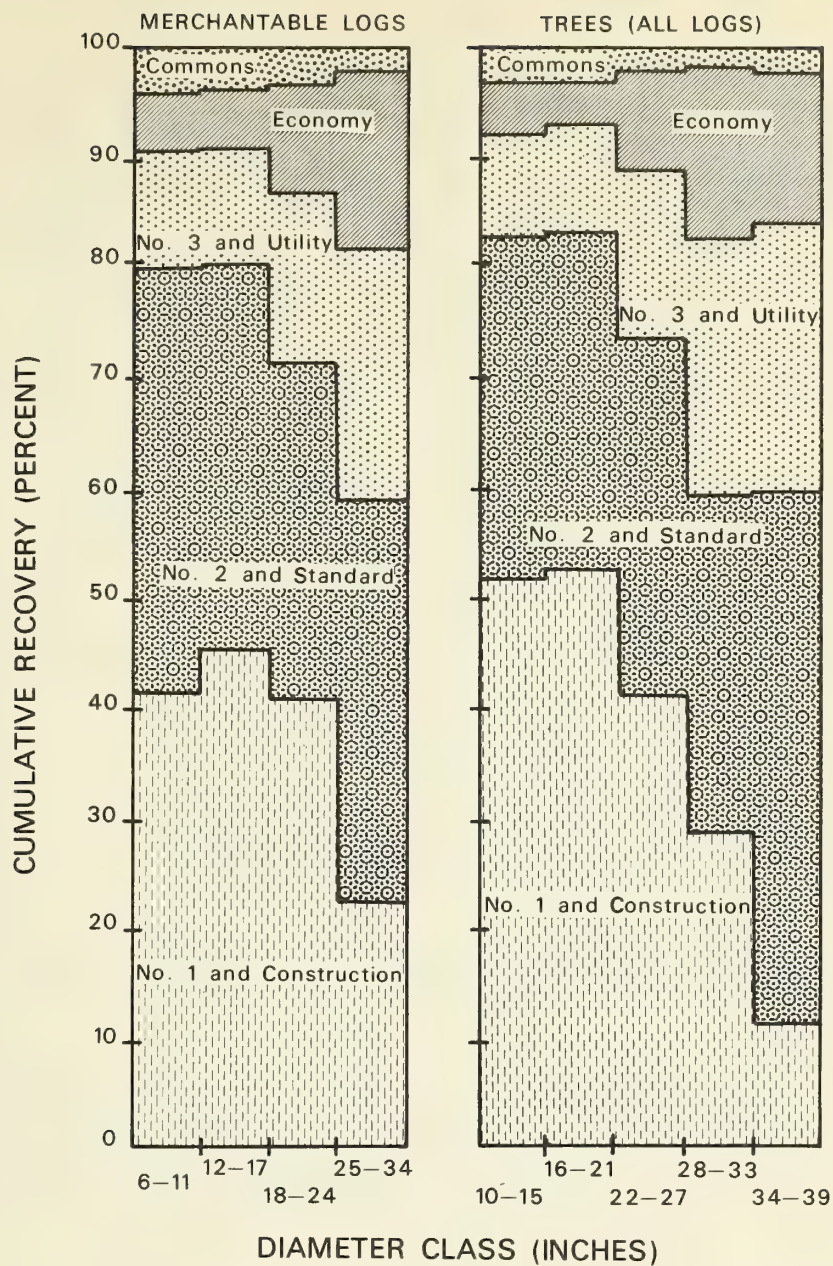 MERCHANTABLE LOGS
TREES (ALL LOGS)
CUMULATIVE RECOVERY (PERCENT)
100
90
80
70
60
50
40
30
20
10
0
Commons
Economy
No. 3 and Utility
No. 2 and Standard
No. 1 and Construction
6–11
12–17
18–24
25–34
Commons
Economy
No. 3 and Utility
No. 2 and Standard
No. 1 and Construction
10–15
16–21
22–27
28–33
34–39
DIAMETER CLASS (INCHES)